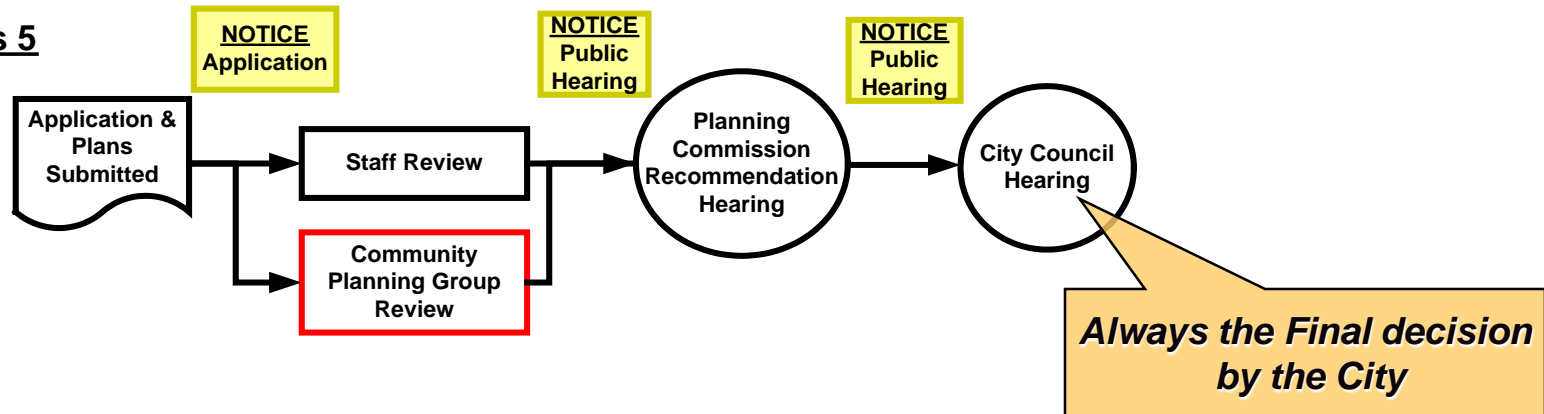 s 5
NOTICE
Application
NOTICE
Public
Hearing
NOTICE
Public
Hearing
Application &
Plans
Submitted
Staff Review
Community
Planning Group
Review
Planning
Commission
Recommendation
Hearing
City Council
Hearing
Always the Final decision
by the City